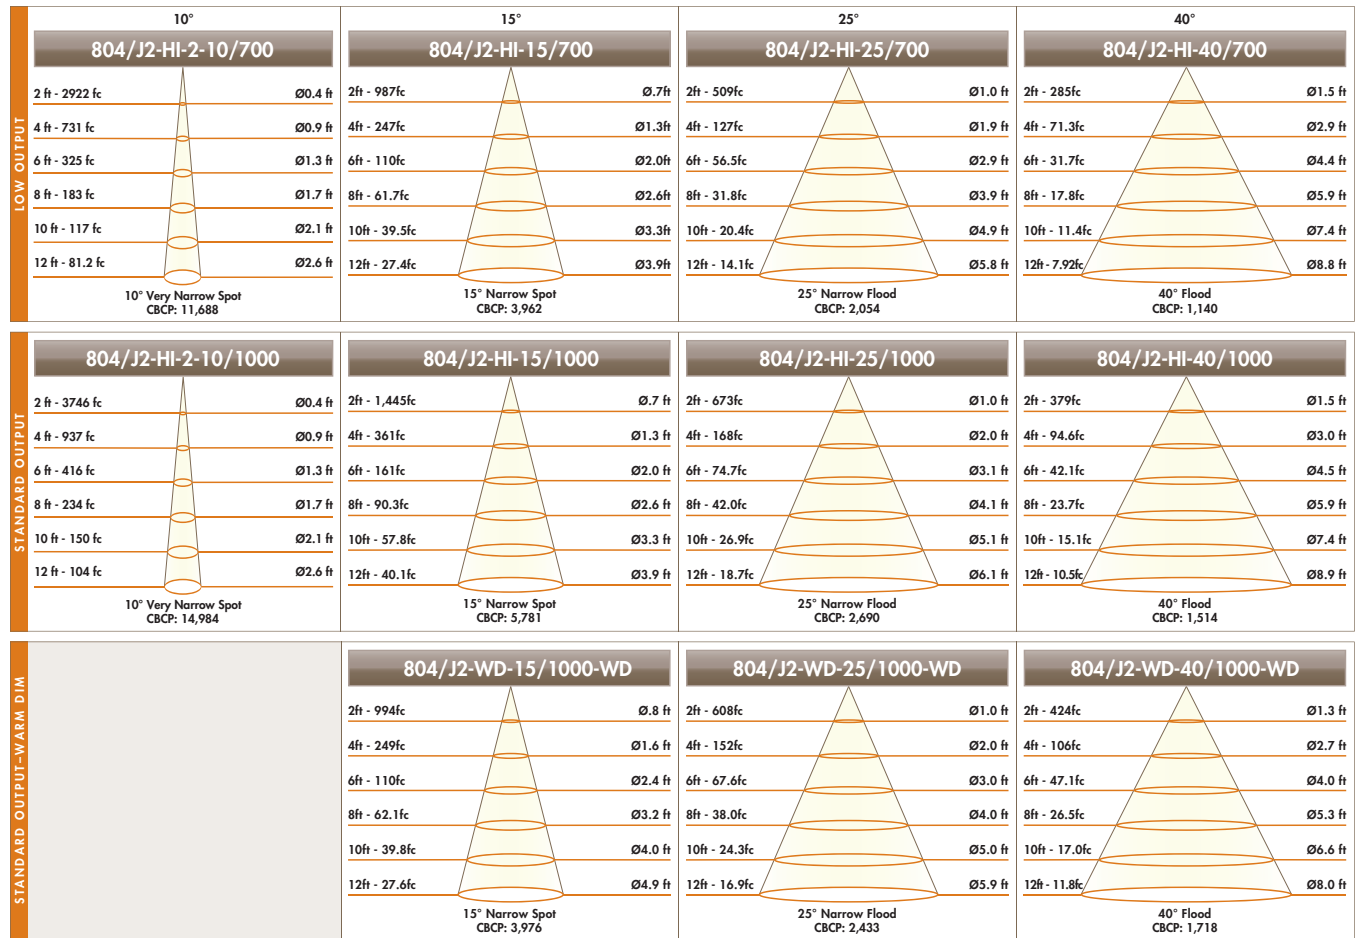 10°
15°
25°
40°
LOW OUTPUT
804/J2-HI-2-10/700
2 ft - 2922 fc Ø0.4 ft
4 ft - 731 fc Ø0.9 ft
6 ft - 325 fc Ø1.3 ft
8 ft - 183 fc Ø1.7 ft
10 ft - 117 fc Ø2.1 ft
12 ft - 81.2 fc Ø2.6 ft
10° Very Narrow Spot
CBCP: 11,688
804/J2-HI-15/700
2ft - 987fc Ø.7ft
4ft - 247fc Ø1.3ft
6ft - 110fc Ø2.0ft
8ft - 61.7fc Ø2.6ft
10ft - 39.5fc Ø3.3ft
12ft - 27.4fc Ø3.9ft
15° Narrow Spot
CBCP: 3,962
804/J2-HI-25/700
2ft - 509fc Ø1.0 ft
4ft - 127fc Ø1.9 ft
6ft - 56.5fc Ø2.9 ft
8ft - 31.8fc Ø3.9 ft
10ft - 20.4fc Ø4.9 ft
12ft - 14.1fc Ø5.8 ft
25° Narrow Flood
CBCP: 2,054
804/J2-HI-40/700
2ft - 285fc Ø1.5 ft
4ft - 71.3fc Ø2.9 ft
6ft - 31.7fc Ø4.4 ft
8ft - 17.8fc Ø5.9 ft
10ft - 11.4fc Ø7.4 ft
12ft - 7.92fc Ø8.8 ft
40° Flood
CBCP: 1,140
STANDARD OUTPUT
804/J2-HI-2-10/1000
2 ft - 3746 fc Ø0.4 ft
4 ft - 937 fc Ø0.9 ft
6 ft - 416 fc Ø1.3 ft
8 ft - 234 fc Ø1.7 ft
10 ft - 150 fc Ø2.1 ft
12 ft - 104 fc Ø2.6 ft
10° Very Narrow Spot
CBCP: 14,984
804/J2-HI-15/1000
2ft - 1,445fc Ø.7 ft
4ft - 361fc Ø1.3 ft
6ft - 161fc Ø2.0 ft
8ft - 90.3fc Ø2.6 ft
10ft - 57.8fc Ø3.3 ft
12ft - 40.1fc Ø3.9 ft
15° Narrow Spot
CBCP: 5,781
804/J2-HI-25/1000
2ft - 673fc Ø1.0 ft
4ft - 168fc Ø2.0 ft
6ft - 74.7fc Ø3.1 ft
8ft - 42.0fc Ø4.1 ft
10ft - 26.9fc Ø5.1 ft
12ft - 18.7fc Ø6.1 ft
25° Narrow Flood
CBCP: 2,690
804/J2-HI-40/1000
2ft - 379fc Ø1.5 ft
4ft - 94.6fc Ø3.0 ft
6ft - 42.1fc Ø4.5 ft
8ft - 23.7fc Ø5.9 ft
10ft - 15.1fc Ø7.4 ft
12ft - 10.5fc Ø8.9 ft
40° Flood
CBCP: 1,514
STANDARD OUTPUT–WARM DIM
804/J2-WD-15/1000-WD
2ft - 994fc Ø.8 ft
4ft - 249fc Ø1.6 ft
6ft - 110fc Ø2.4 ft
8ft - 62.1fc Ø3.2 ft
10ft - 39.8fc Ø4.0 ft
12ft - 27.6fc Ø4.9 ft
15° Narrow Spot
CBCP: 3,976
804/J2-WD-25/1000-WD
2ft - 608fc Ø1.0 ft
4ft - 152fc Ø2.0 ft
6ft - 67.6fc Ø3.0 ft
8ft - 38.0fc Ø4.0 ft
10ft - 24.3fc Ø5.0 ft
12ft - 16.9fc Ø5.9 ft
25° Narrow Flood
CBCP: 2,433
804/J2-WD-40/1000-WD
2ft - 424fc Ø1.3 ft
4ft - 106fc Ø2.7 ft
6ft - 47.1fc Ø4.0 ft
8ft - 26.5fc Ø5.3 ft
10ft - 17.0fc Ø6.6 ft
12ft - 11.8fc Ø8.0 ft
40° Flood
CBCP: 1,718